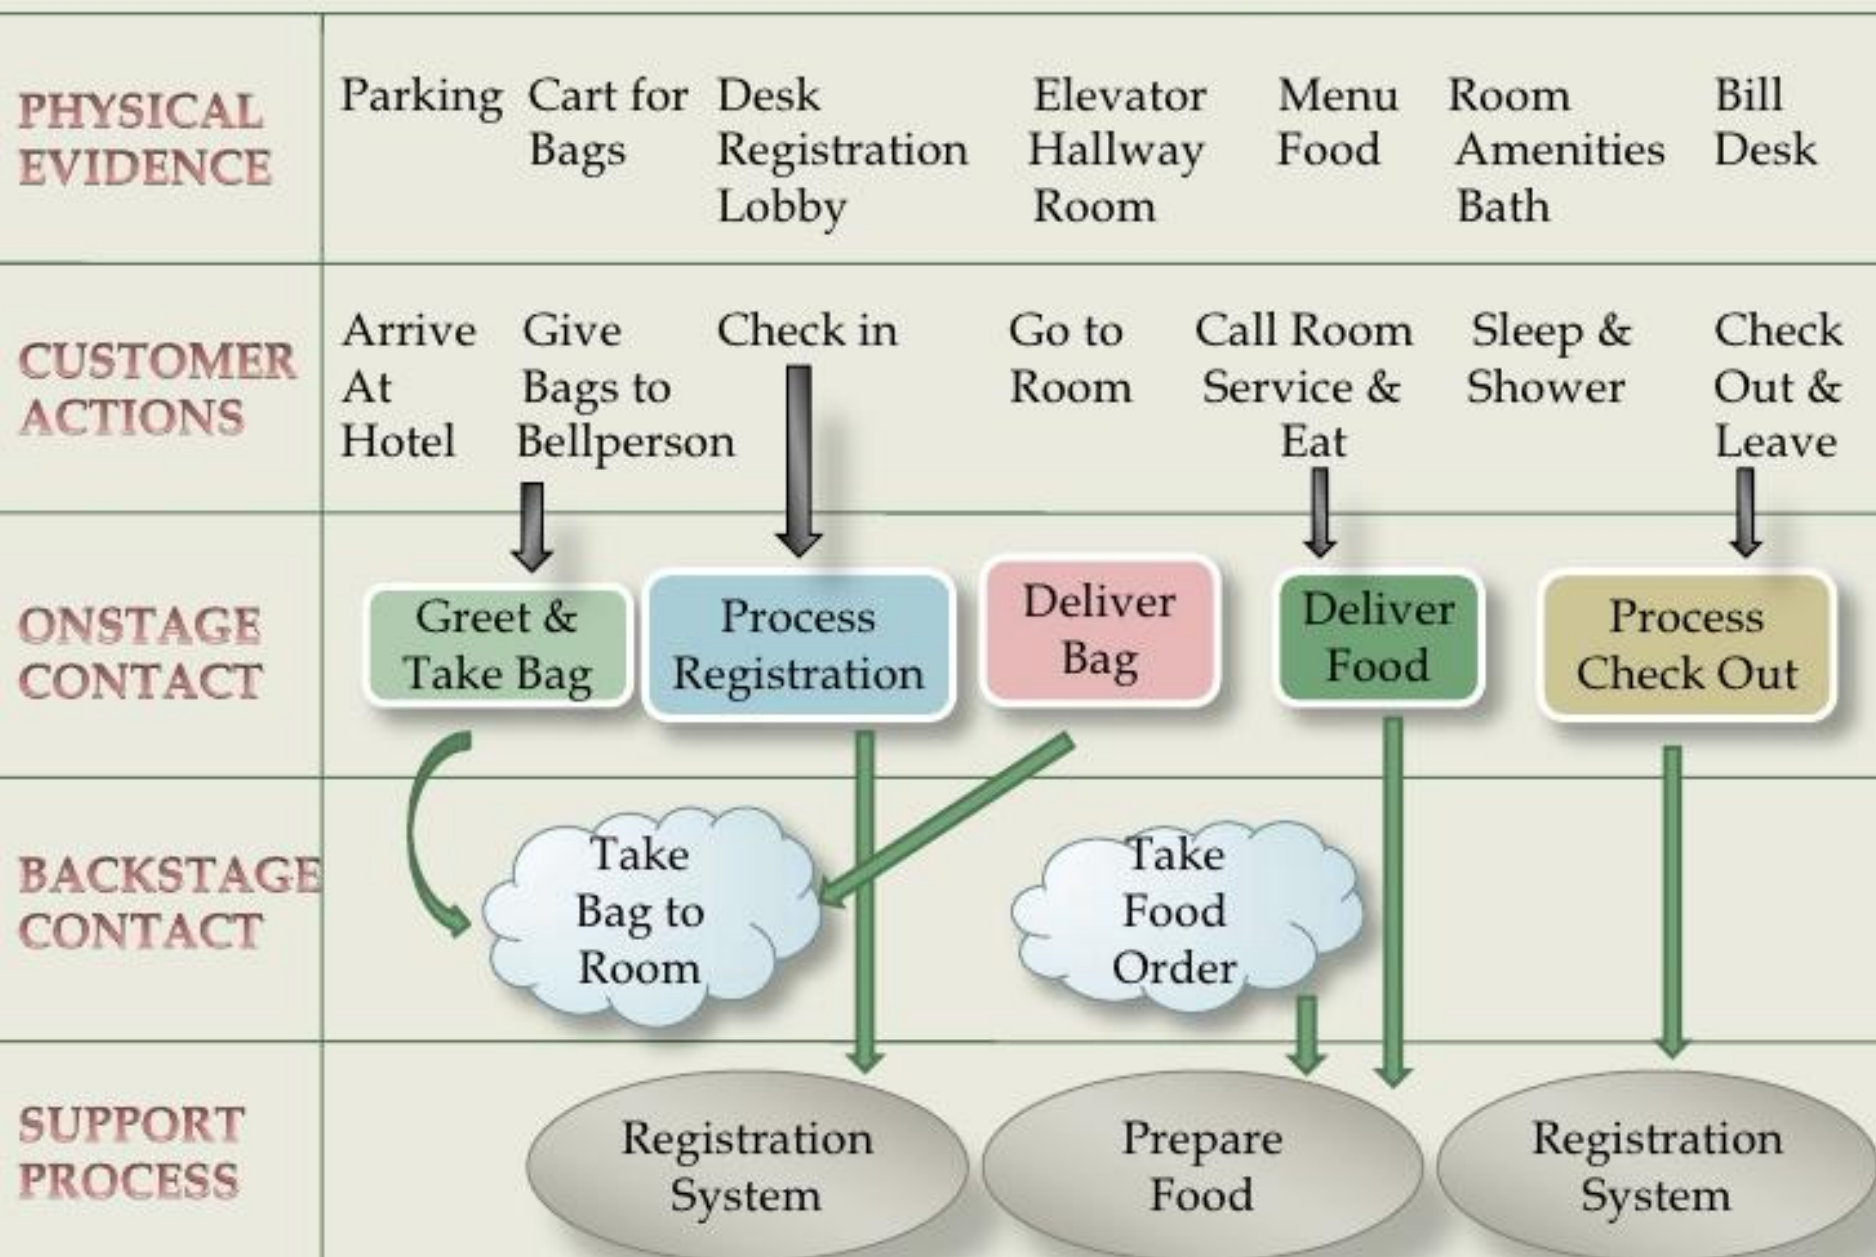 PHYSICAL
EVIDENCE
Parking
Cart for
Bags
Desk
Registration
Lobby
Elevator
Hallway
Room
Menu
Food
Room
Amenities
Bath
Bill
Desk
CUSTOMER
ACTIONS
Arrive
At
Hotel
Give
Bags to
Bellperson
Check in
Go to
Room
Call Room
Service &
Eat
Sleep &
Shower
Check
Out &
Leave
ONSTAGE
CONTACT
Greet &
Take Bag
Process
Registration
Deliver
Bag
Deliver
Food
Process
Check Out
BACKSTAGE
CONTACT
Take
Bag to
Room
Take
Food
Order
SUPPORT
PROCESS
Registration
System
Prepare
Food
Registration
System